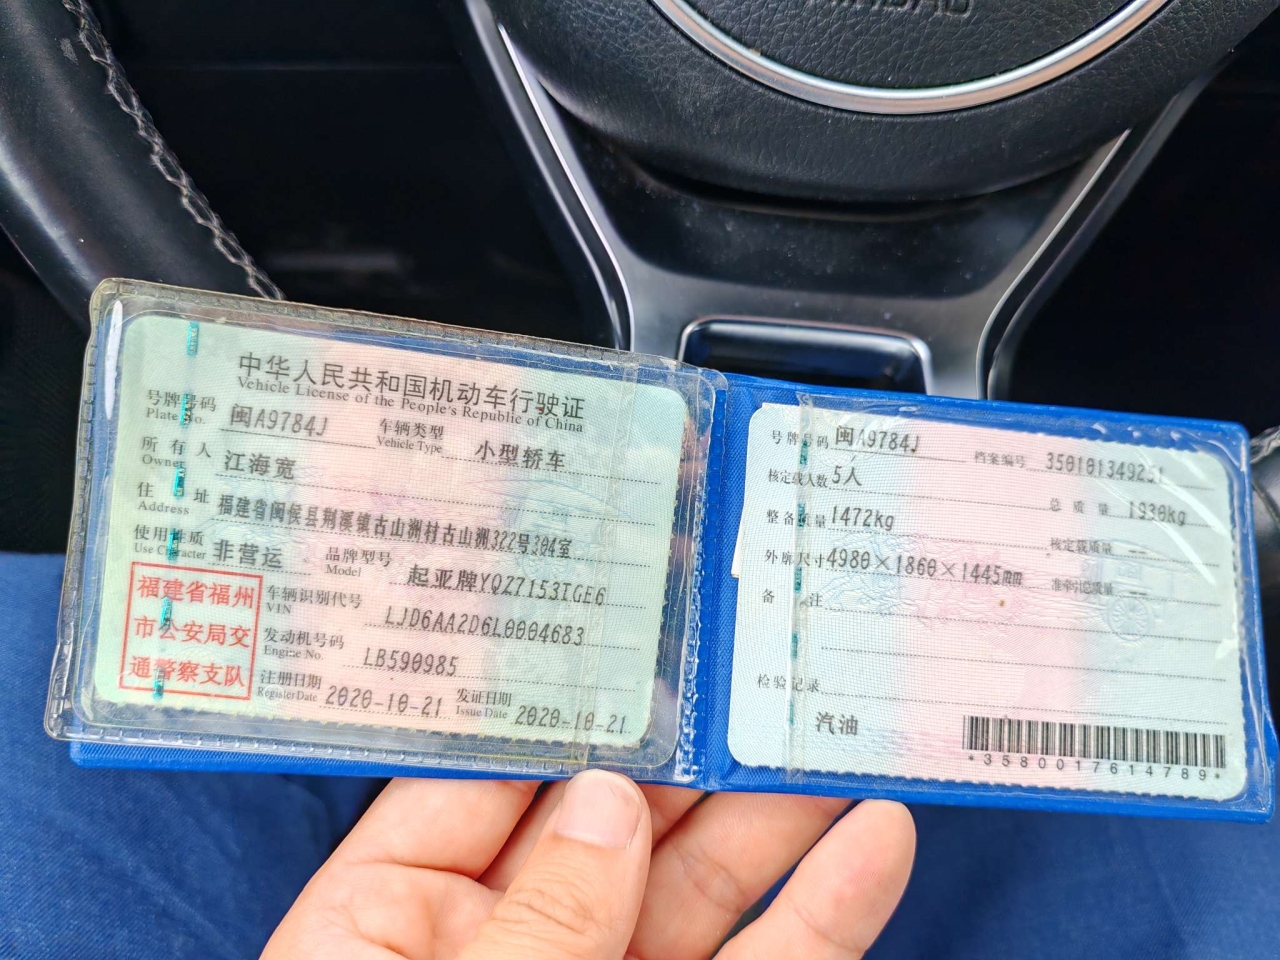 中华人民共和国机动车行驶证
Vehicle License of the People's Republic of China
号牌号码 闽A9784J 车辆类型 小型轿车
Plate No. Vehicle Type
所有人 江海宽
Owner
住址 福建省闽侯县荆溪镇古山洲村古山洲322号304室
Address
使用性质 非营运 品牌型号 起亚牌YQZ7153TGE6
Use Character Model
福建省福州
市公安局交
通警察支队
车辆识别代号 LJD6AA2D6L0004683
VIN
发动机号码 LB590985
Engine No.
注册日期 2020-10-21 发证日期 2020-10-21
Register Date Issue Date
号牌号码 闽A9784J 档案编号
核定载人数 5人 总质量 1930kg
整备质量 1472kg 核定载质量 --
外廓尺寸 4980×1860×1445mm 准牵引总质量 --
备注
检验记录
汽油
*3580017614789*